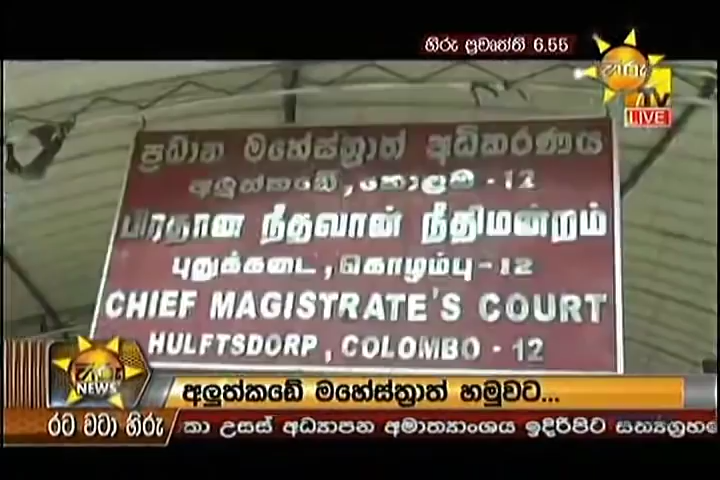 හිරු ප්‍රවෘත්ති 6.55
හිරු
TV
LIVE
ප්‍රධාන මහේස්ත්‍රාත් අධිකරණය
අලුත්කඩේ, කොළඹ - 12
பிரதான நீதவான் நீதிமன்றம்
புதுக்கடை, கொழும்பு - 12
CHIEF MAGISTRATE'S COURT
HULFTSDORP, COLOMBO - 12
හිරු
NEWS
අලුත්කඩේ මහේස්ත්‍රාත් හමුවට...
රට වටා හිරු
කා උසස් අධ්‍යාපන අමාත්‍යාංශය ඉදිරිපිට සත්‍යග්‍රහ